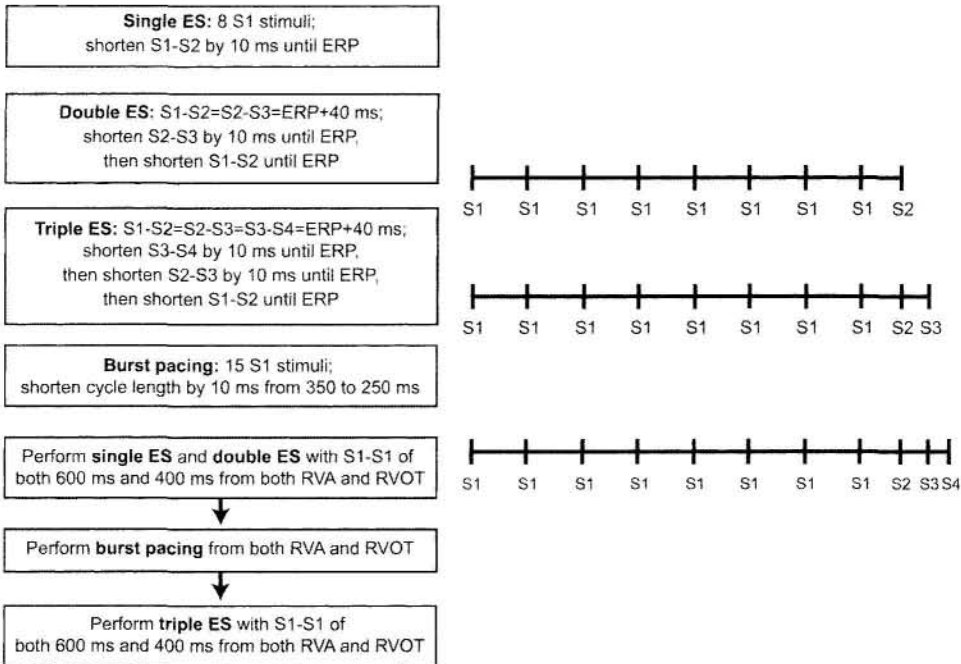 Single ES: 8 S1 stimuli;
shorten S1-S2 by 10 ms until ERP
Double ES: S1-S2=S2-S3=ERP+40 ms;
shorten S2-S3 by 10 ms until ERP,
then shorten S1-S2 until ERP
Triple ES: S1-S2=S2-S3=S3-S4=ERP+40 ms;
shorten S3-S4 by 10 ms until ERP,
then shorten S2-S3 by 10 ms until ERP,
then shorten S1-S2 until ERP
Burst pacing: 15 S1 stimuli;
shorten cycle length by 10 ms from 350 to 250 ms
Perform single ES and double ES with S1-S1 of
both 600 ms and 400 ms from both RVA and RVOT
Perform burst pacing from both RVA and RVOT
Perform triple ES with S1-S1 of
both 600 ms and 400 ms from both RVA and RVOT
S1 S1 S1 S1 S1 S1 S1 S1 S2
S1 S1 S1 S1 S1 S1 S1 S1 S2 S3
S1 S1 S1 S1 S1 S1 S1 S1 S2 S3 S4